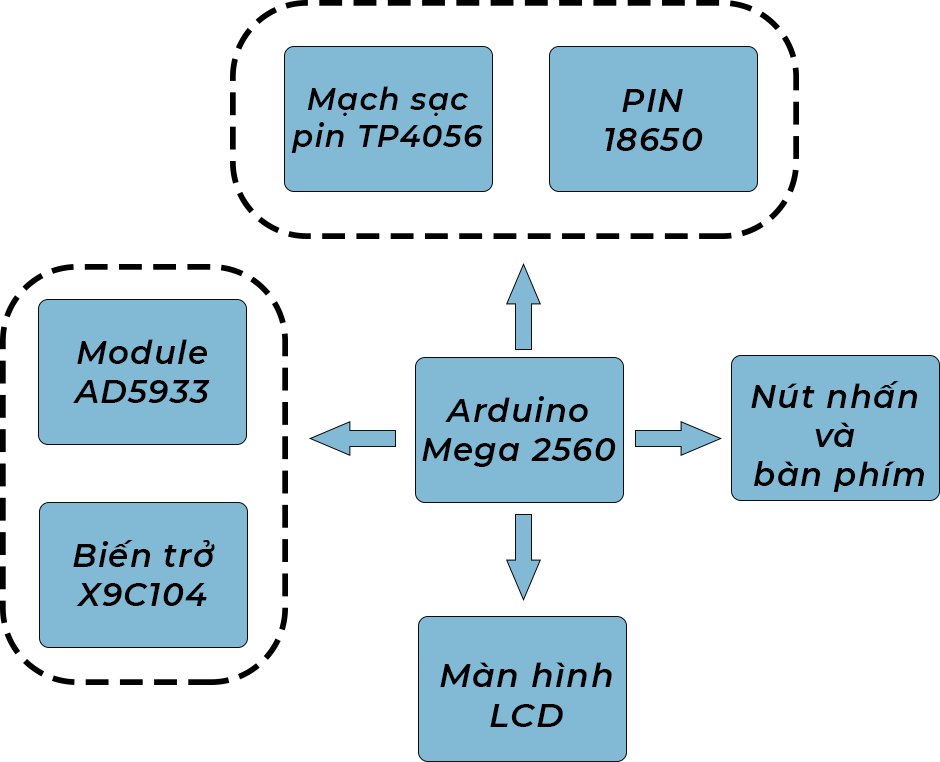 Mạch sạc
pin TP4056
PIN
18650
Module
AD5933
Biến trở
X9C104
Arduino
Mega 2560
Nút nhấn
và
bàn phím
Màn hình
LCD